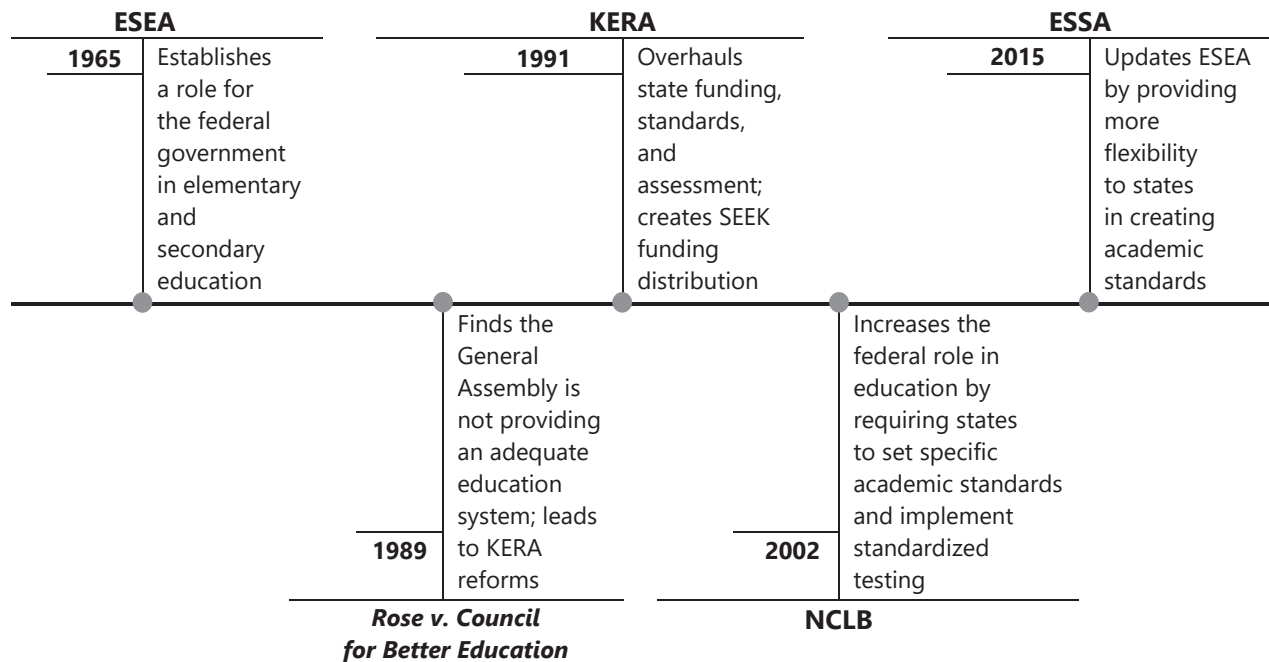 ESEA
1965
Establishes
a role for
the federal
government
in elementary
and
secondary
education
Rose v. Council
for Better Education
1989
Finds the
General
Assembly is
not providing
an adequate
education
system; leads
to KERA
reforms
KERA
1991
Overhauls
state funding,
standards,
and
assessment;
creates SEEK
funding
distribution
NCLB
2002
Increases the
federal role in
education by
requiring states
to set specific
academic standards
and implement
standardized
testing
ESSA
2015
Updates ESEA
by providing
more
flexibility
to states
in creating
academic
standards